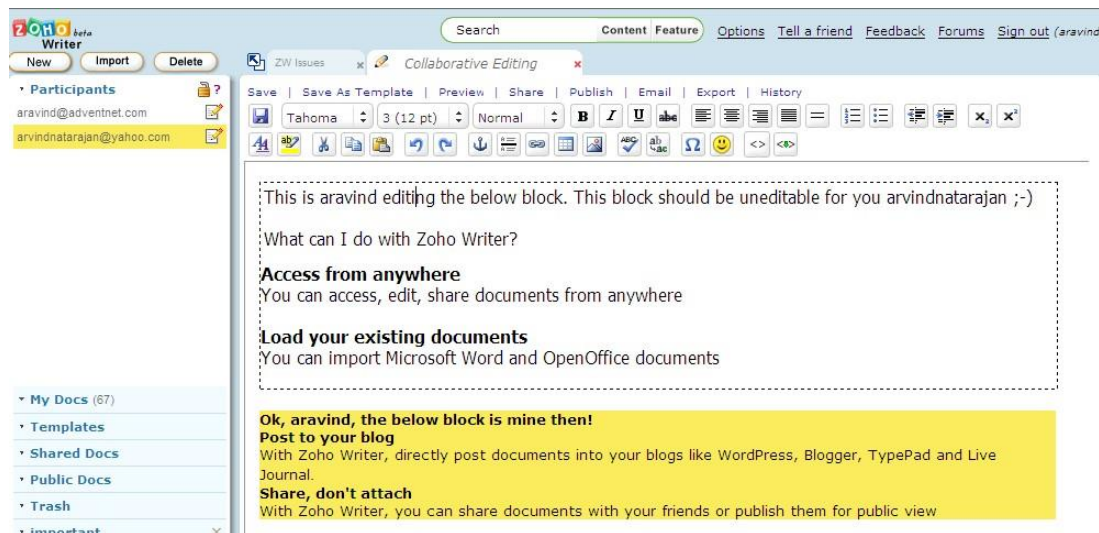 ZOHO beta
Writer
Search Content Feature Options Tell a friend Feedback Forums Sign out (aravind
New Import Delete
ZW Issues x Collaborative Editing x
Participants ?
aravind@adventnet.com
arvindnatarajan@yahoo.com
Save | Save As Template | Preview | Share | Publish | Email | Export | History
Tahoma 3 (12 pt) Normal B I U abc x₂ x²
This is aravind editing the below block. This block should be uneditable for you arvindnatarajan ;-)
What can I do with Zoho Writer?
Access from anywhere
You can access, edit, share documents from anywhere
Load your existing documents
You can import Microsoft Word and OpenOffice documents
My Docs (67)
Templates
Shared Docs
Public Docs
Trash
important x
Ok, aravind, the below block is mine then!
Post to your blog
With Zoho Writer, directly post documents into your blogs like WordPress, Blogger, TypePad and Live
Journal.
Share, don't attach
With Zoho Writer, you can share documents with your friends or publish them for public view